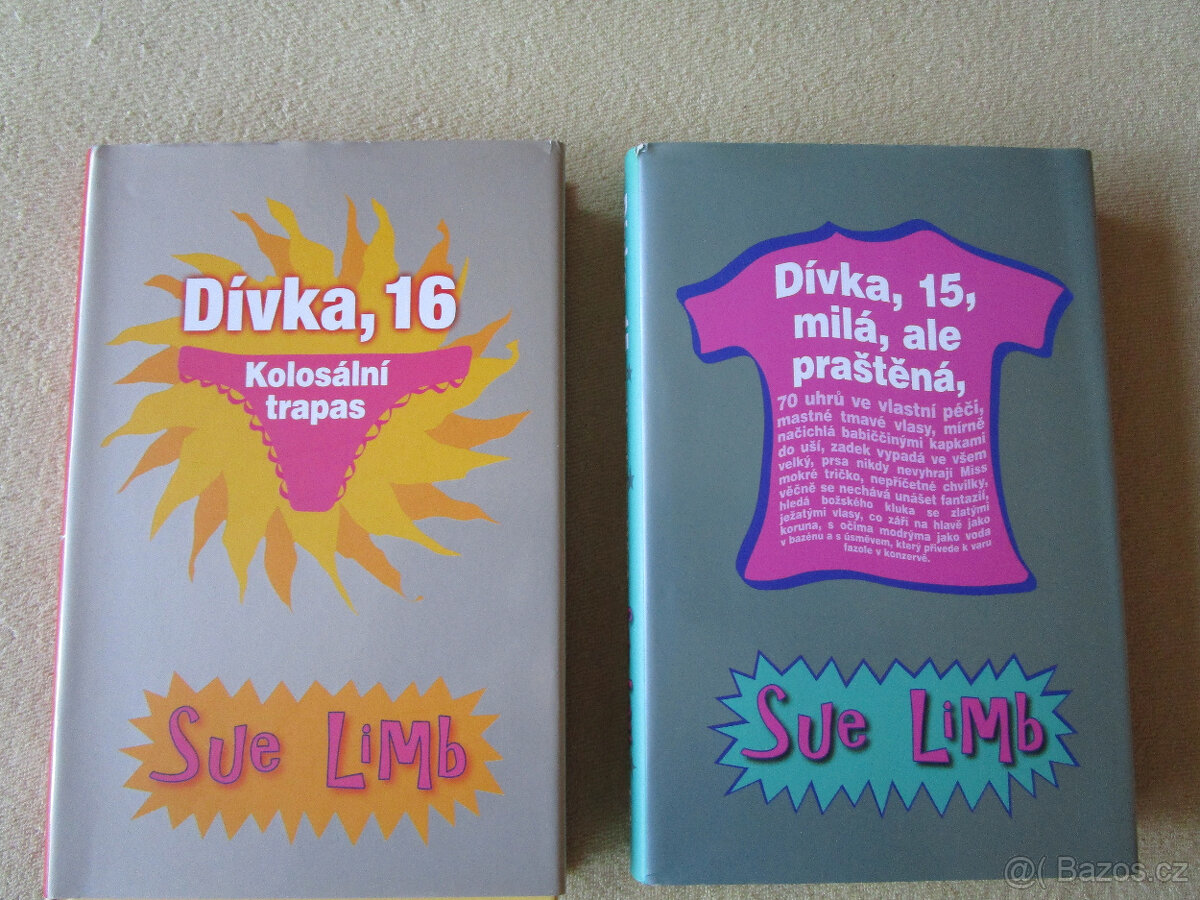 Dívka, 16
Kolosální
trapas
Sue Limb
Dívka, 15,
milá, ale
praštěná,
70 uhrů ve vlastní péči,
mastné tmavé vlasy, mírně
načichlá babiččinými kapkami
do uší, zadek vypadá ve všem
velký, prsa nikdy nevyhrají Miss
mokré tričko, nepříčetné chvilky,
věčně se nechává unášet fantazií,
hledá božského kluka se zlatými
ježatými vlasy, co září na hlavě jako
koruna, s očima modrýma jako voda
v bazénu a s úsměvem, který přivede k varu
fazole v konzervě.
Sue Limb
@( Bazos.cz